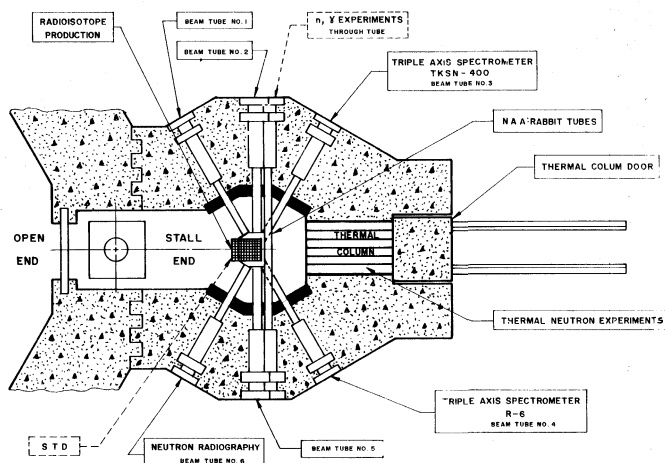 RADIOISOTOPE
PRODUCTION
BEAM TUBE NO. 1
BEAM TUBE NO. 2
n, γ EXPERIMENTS
THROUGH TUBE
TRIPLE AXIS SPECTROMETER
TKSN-400
BEAM TUBE NO. 3
NAA RABBIT TUBES
THERMAL COLUM DOOR
OPEN
END
STALL
END
THERMAL
COLUMN
THERMAL NEUTRON EXPERIMENTS
STD
NEUTRON RADIOGRAPHY
BEAM TUBE NO. 6
BEAM TUBE NO. 5
TRIPLE AXIS SPECTROMETER
R-6
BEAM TUBE NO. 4